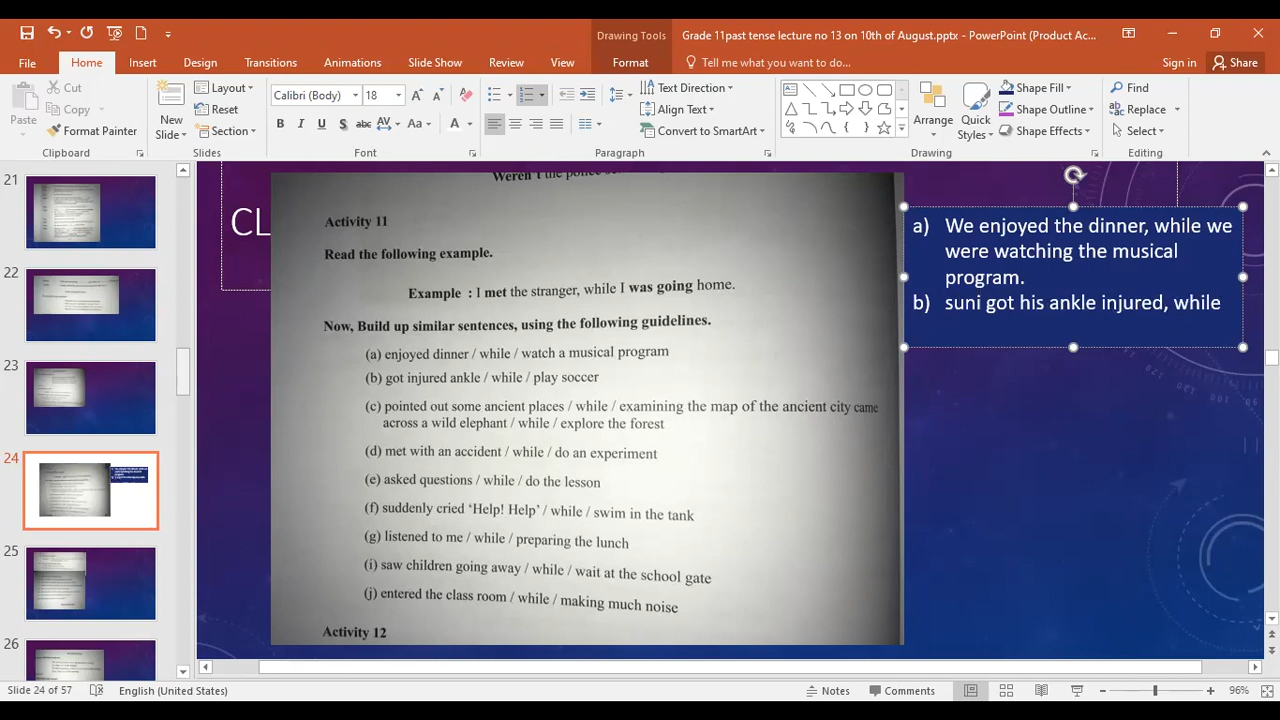 Drawing Tools
Grade 11past tense lecture no 13 on 10th of August.pptx - PowerPoint (Product Ac...
File Home Insert Design Transitions Animations Slide Show Review View Format Tell me what you want to do... Sign in Share
Cut
Copy
Format Painter
Paste
Clipboard
New Slide
Layout
Reset
Section
Slides
Calibri (Body) 18
B I U S abc AV Aa A
Font
Text Direction
Align Text
Convert to SmartArt
Paragraph
Arrange
Quick Styles
Shape Fill
Shape Outline
Shape Effects
Drawing
Find
Replace
Select
Editing
21
22
23
24
25
26
CL
Weren't the police
Activity 11
Read the following example.
Example : I met the stranger, while I was going home.
Now, Build up similar sentences, using the following guidelines.
(a) enjoyed dinner / while / watch a musical program
(b) got injured ankle / while / play soccer
(c) pointed out some ancient places / while / examining the map of the ancient city came
across a wild elephant / while / explore the forest
(d) met with an accident / while / do an experiment
(e) asked questions / while / do the lesson
(f) suddenly cried 'Help! Help' / while / swim in the tank
(g) listened to me / while / preparing the lunch
(i) saw children going away / while / wait at the school gate
(j) entered the class room / while / making much noise
Activity 12
a) We enjoyed the dinner, while we
were watching the musical
program.
b) suni got his ankle injured, while
Slide 24 of 57 English (United States) Notes Comments 96%